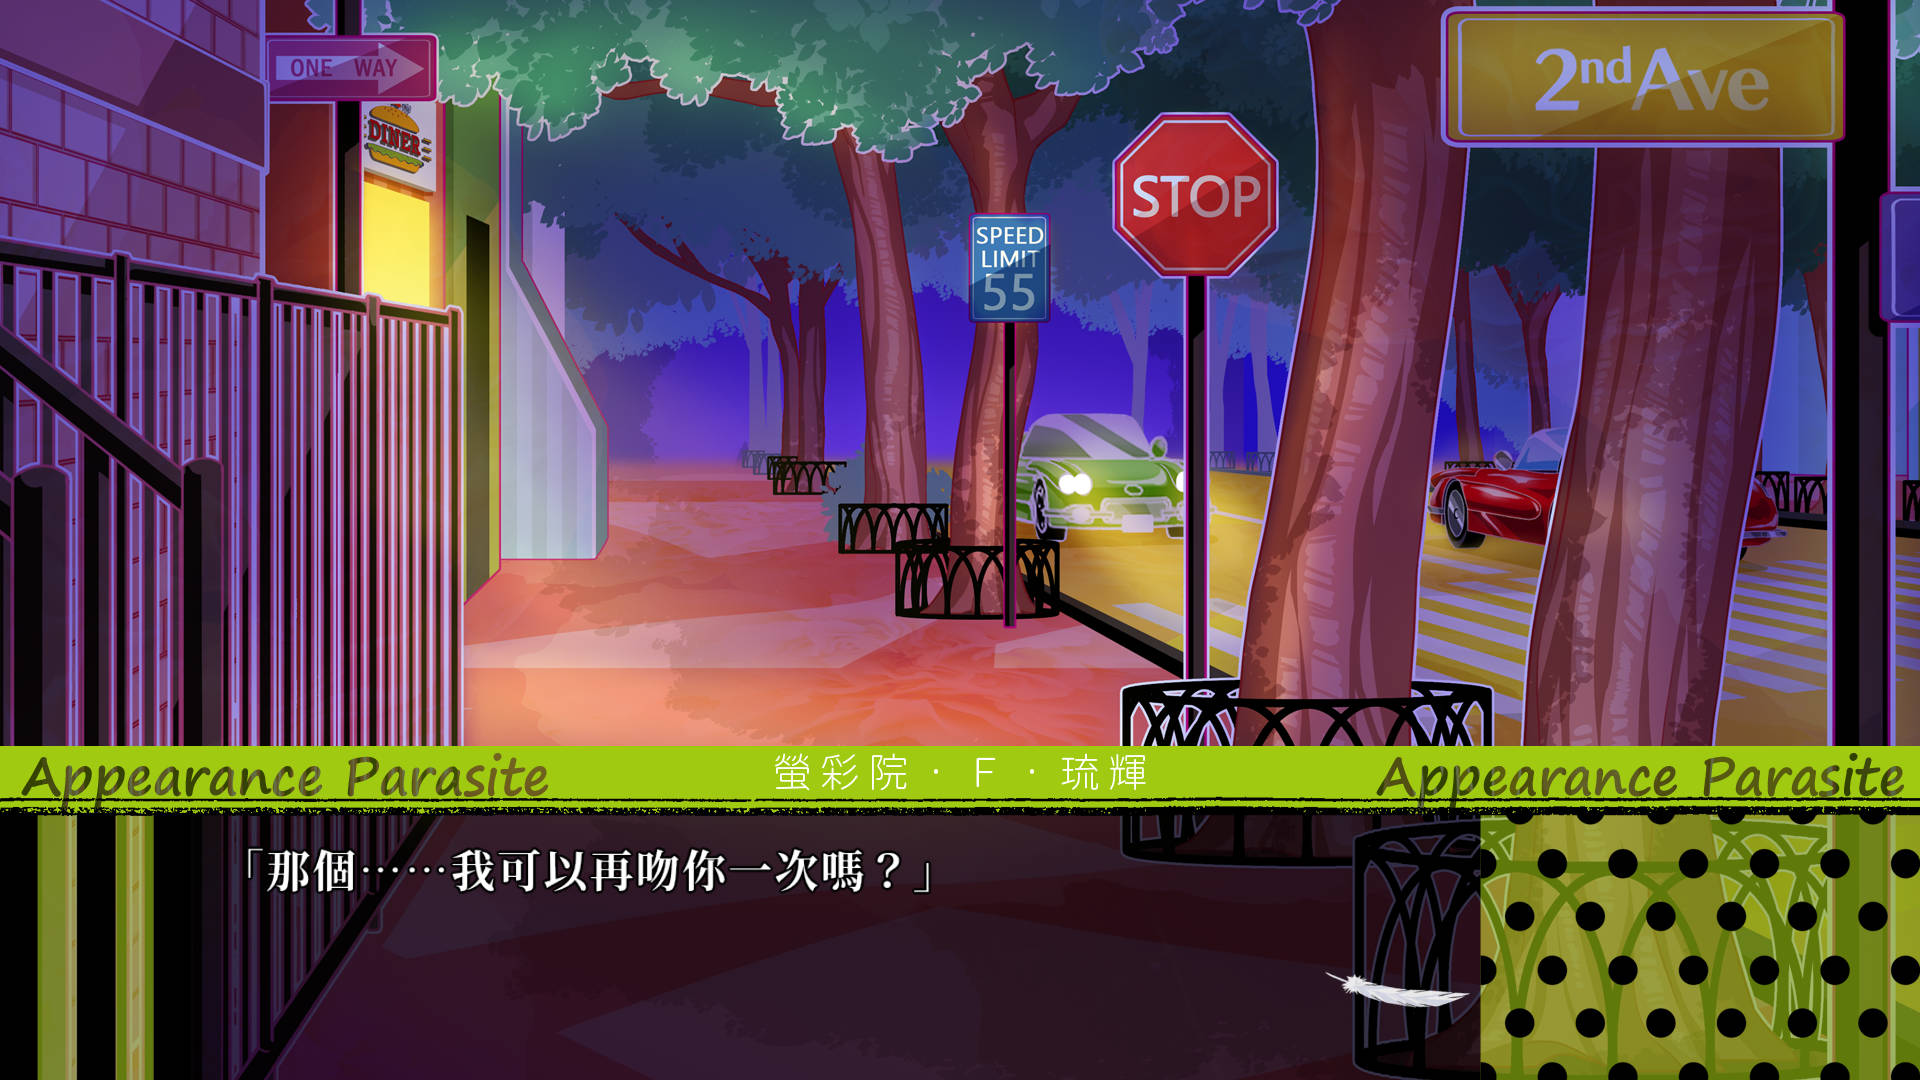 ONE WAY
DINER
SPEED
LIMIT
55
STOP
2nd Ave
Appearance Parasite
螢彩院·F·琉輝
Appearance Parasite
「那個……我可以再吻你一次嗎？」